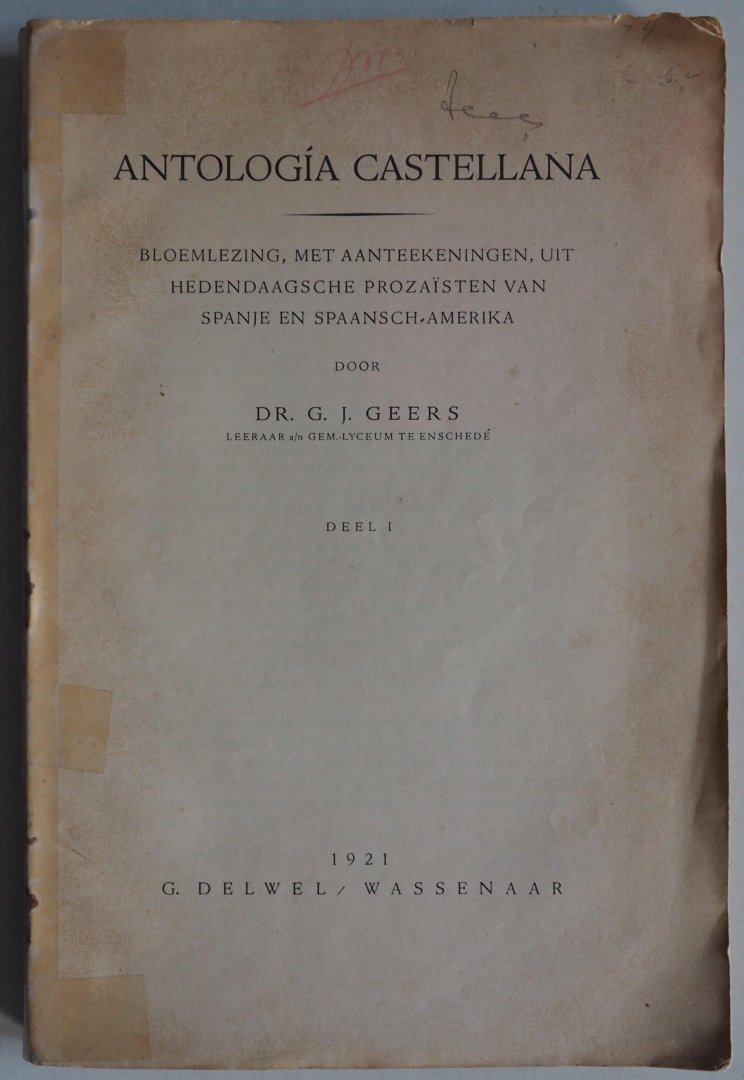 ANTOLOGÍA CASTELLANA
BLOEMLEZING, MET AANTEEKENINGEN, UIT
HEDENDAAGSCHE PROZAÏSTEN VAN
SPANJE EN SPAANSCH-AMERIKA
DOOR
DR. G. J. GEERS
LEERAAR a/n GEM.-LYCEUM TE ENSCHEDÉ
DEEL I
1921
G. DELWEL / WASSENAAR